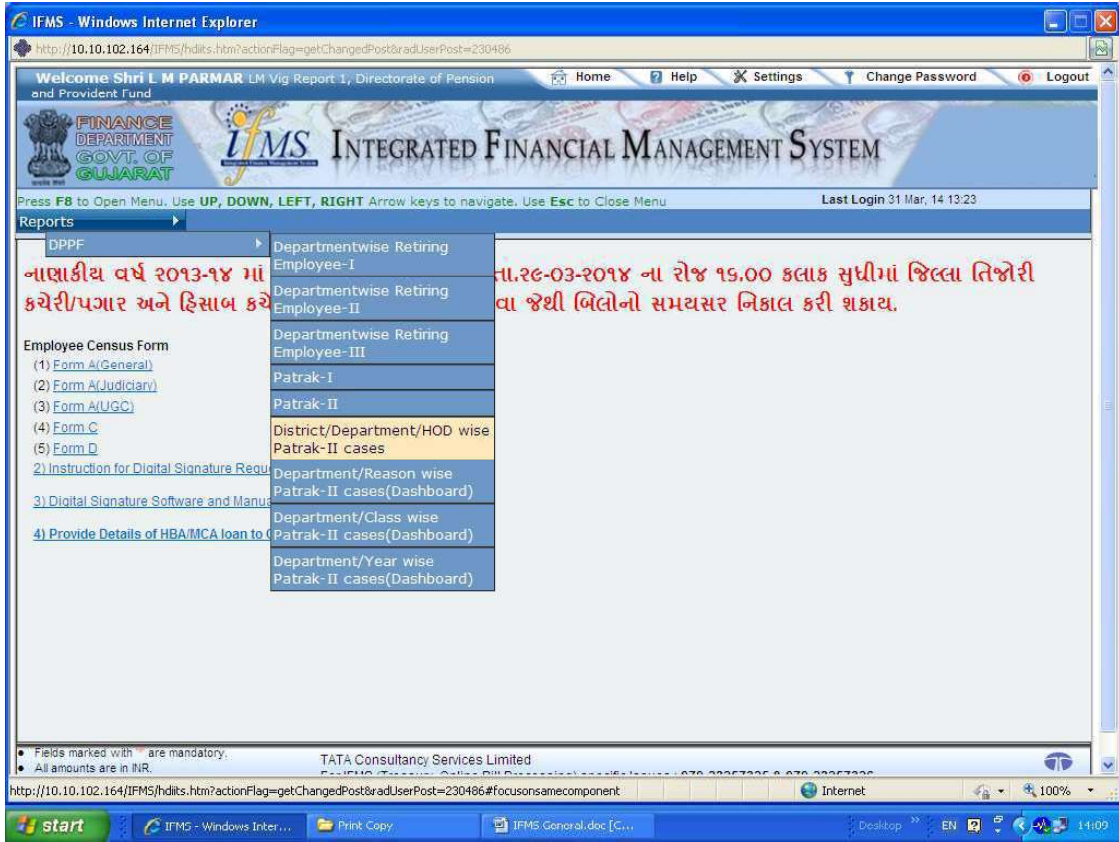 IFMS - Windows Internet Explorer
http://10.10.102.164/IFMS/hdiits.htm?actionFlag=getChangedPost&radUserPost=230486
Welcome Shri L M PARMAR LM Vig Report 1, Directorate of Pension and Provident Fund
Home Help Settings Change Password Logout
FINANCE
DEPARTMENT
GOVT. OF
GUJARAT
IFMS INTEGRATED FINANCIAL MANAGEMENT SYSTEM
Press F8 to Open Menu. Use UP, DOWN, LEFT, RIGHT Arrow keys to navigate. Use Esc to Close Menu
Last Login 31 Mar, 14 13:23
Reports
DPPF
Departmentwise Retiring
Employee-I
Departmentwise Retiring
Employee-II
Departmentwise Retiring
Employee-III
Patrak-I
Patrak-II
District/Department/HOD wise
Patrak-II cases
Department/Reason wise
Patrak-II cases(Dashboard)
Department/Class wise
Patrak-II cases(Dashboard)
Department/Year wise
Patrak-II cases(Dashboard)
નાણાકીય વર્ષ ૨૦૧૩-૧૪ માં તા.૨૯-૦૩-૨૦૧૪ ના રોજ ૧૬.૦૦ કલાક સુધીમાં જિલ્લા તિજોરી
કચેરી/પગાર અને હિસાબ જેથી બિલોનો સમયસર નિકાલ કરી શકાય.
Employee Census Form
(1) Form A(General)
(2) Form A(Judiciary)
(3) Form A(UGC)
(4) Form C
(5) Form D
2) Instruction for Digital Signature
3) Digital Signature Software and
4) Provide Details of HBA/MCA loan to
Fields marked with * are mandatory.
All amounts are in INR.
TATA Consultancy Services Limited
http://10.10.102.164/IFMS/hdiits.htm?actionFlag=getChangedPost&radUserPost=230486#focusonsamecomponent
Internet
100%
start
IFMS - Windows Inter...
Print Copy
IFMS General.doc [C...
Desktop
EN
14:09